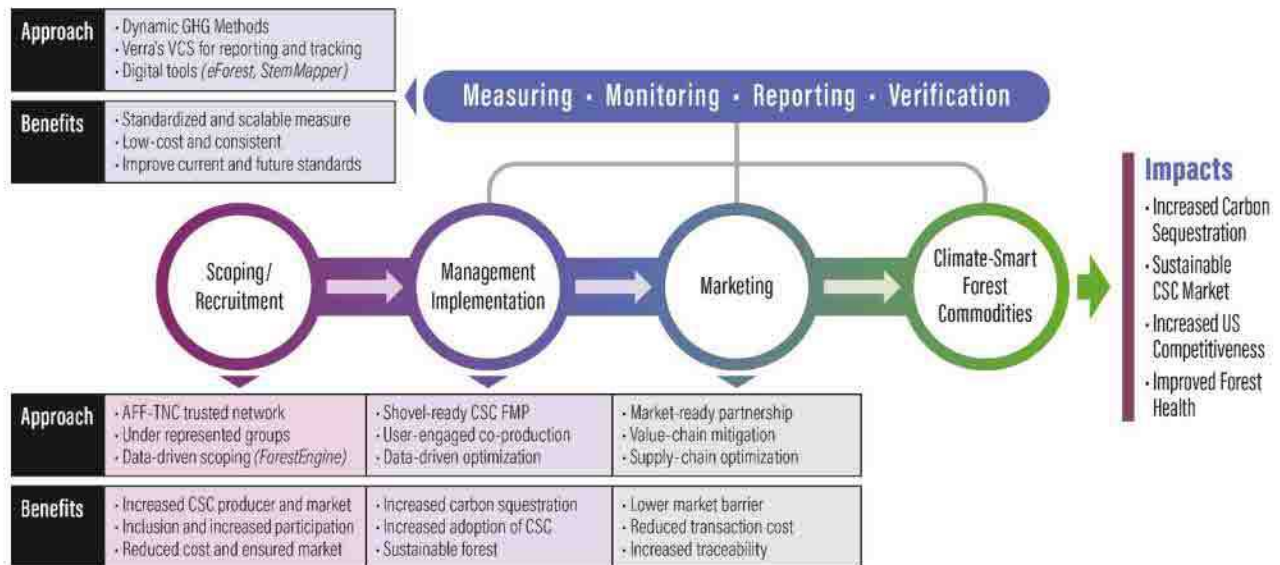 Approach
· Dynamic GHG Methods
· Verra's VCS for reporting and tracking
· Digital tools (eForest, StemMapper)
Benefits
· Standardized and scalable measure
· Low-cost and consistent
· Improve current and future standards
Measuring · Monitoring · Reporting · Verification
Scoping/
Recruitment
Management
Implementation
Marketing
Climate-Smart
Forest
Commodities
Impacts
· Increased Carbon
Sequestration
· Sustainable
CSC Market
· Increased US
Competitiveness
· Improved Forest
Health
Approach
· AFF-TNC trusted network
· Under represented groups
· Data-driven scoping (ForestEngine)
· Shovel-ready CSC FMP
· User-engaged co-production
· Data-driven optimization
· Market-ready partnership
· Value-chain mitigation
· Supply-chain optimization
Benefits
· Increased CSC producer and market
· Inclusion and increased participation
· Reduced cost and ensured market
· Increased carbon squestration
· Increased adoption of CSC
· Sustainable forest
· Lower market barrier
· Reduced transaction cost
· Increased traceability